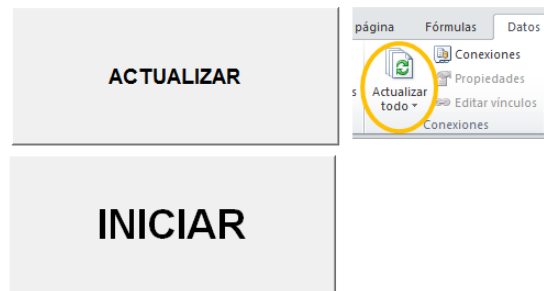 ACTUALIZAR
página Fórmulas Datos
Conexiones
Propiedades
Actualizar
todo
s
Editar vínculos
Conexiones
INICIAR